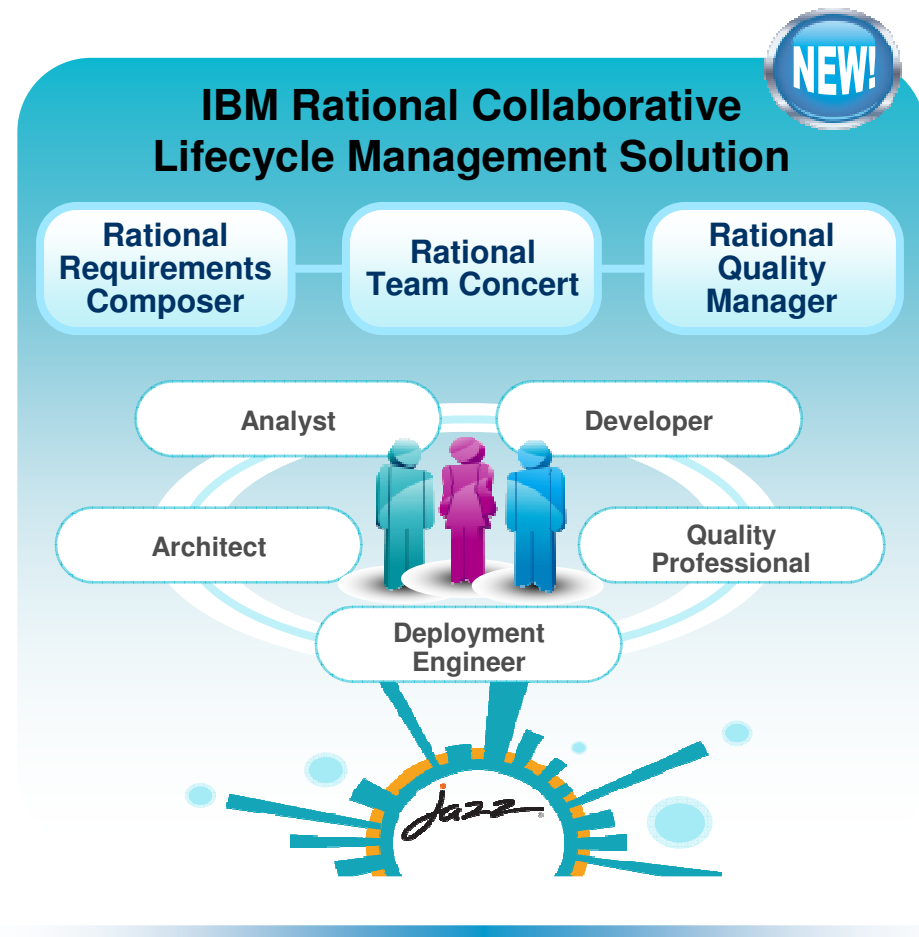 NEW!
IBM Rational Collaborative
Lifecycle Management Solution
Rational
Requirements
Composer
Rational
Team Concert
Rational
Quality
Manager
Analyst
Developer
Architect
Quality
Professional
Deployment
Engineer
jazz